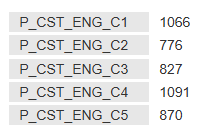 P_CST_ENG_C1 1066
P_CST_ENG_C2 776
P_CST_ENG_C3 827
P_CST_ENG_C4 1091
P_CST_ENG_C5 870